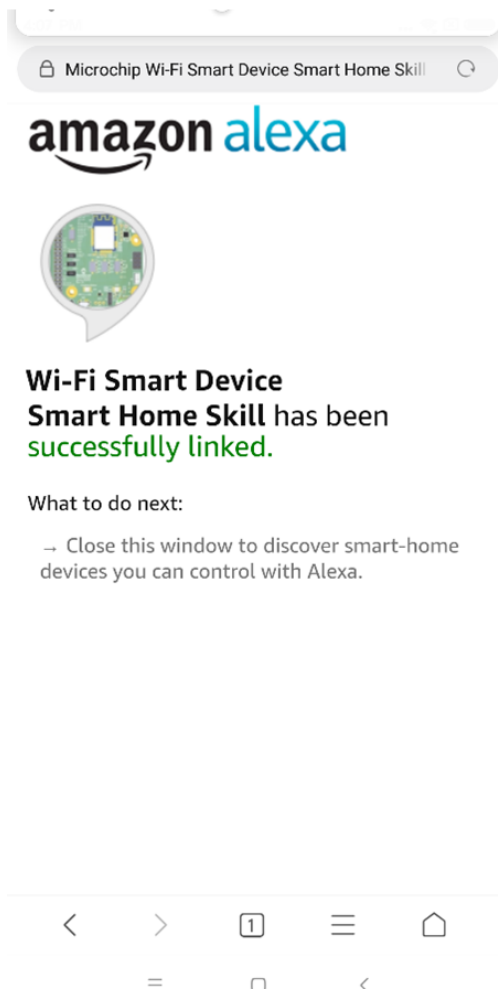 Microchip Wi-Fi Smart Device Smart Home Skill
amazon alexa
Wi-Fi Smart Device
Smart Home Skill has been
successfully linked.
What to do next:
→ Close this window to discover smart-home
devices you can control with Alexa.
1